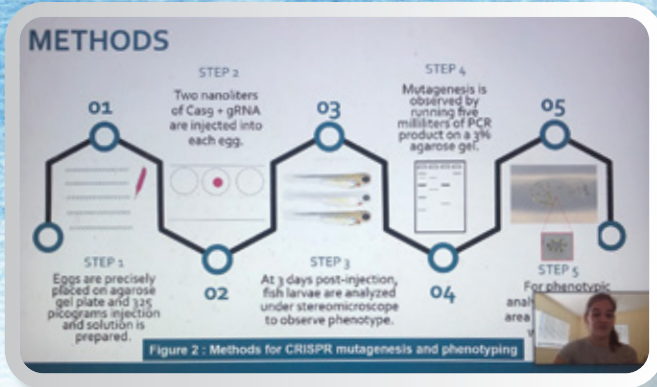 METHODS
01
STEP 2
Two nanoliters
of Cas9 + gRNA
are injected into
each egg.
03
STEP 4
Mutagenesis is
observed by
running five
milliliters of PCR
product on a 3%
agarose gel.
05
STEP 1
Eggs are precisely
placed on agarose
gel plate and 325
picograms injection
and solution is
prepared.
02
STEP 3
At 3 days post-injection,
fish larvae are analyzed
under stereomicroscope
to observe phenotype.
04
STEP 5
For phenotypic
area
Figure 2 : Methods for CRISPR mutagenesis and phenotyping